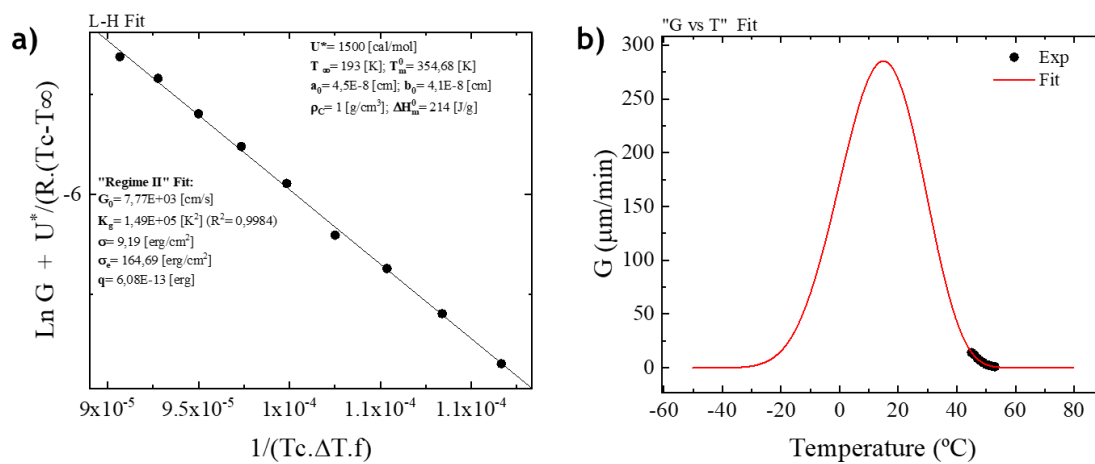 a)
L-H Fit
U*= 1500 [cal/mol]
T∞= 193 [K]; T⁰m= 354,68 [K]
a₀= 4,5E-8 [cm]; b₀= 4,1E-8 [cm]
ρC= 1 [g/cm³]; ΔH⁰m= 214 [J/g]
"Regime II" Fit:
G₀= 7,77E+03 [cm/s]
Kg= 1,49E+05 [K²] (R²= 0,9984)
σ= 9,19 [erg/cm²]
σe= 164,69 [erg/cm²]
q= 6,08E-13 [erg]
Ln G + U*/(R.(Tc-T∞)
-6
9x10⁻⁵ 9.5x10⁻⁵ 1x10⁻⁴ 1.1x10⁻⁴ 1.1x10⁻⁴
1/(Tc.ΔT.f)
b)
"G vs T" Fit
Exp
Fit
G (µm/min)
300
250
200
150
100
50
0
-60 -40 -20 0 20 40 60 80
Temperature (ºC)